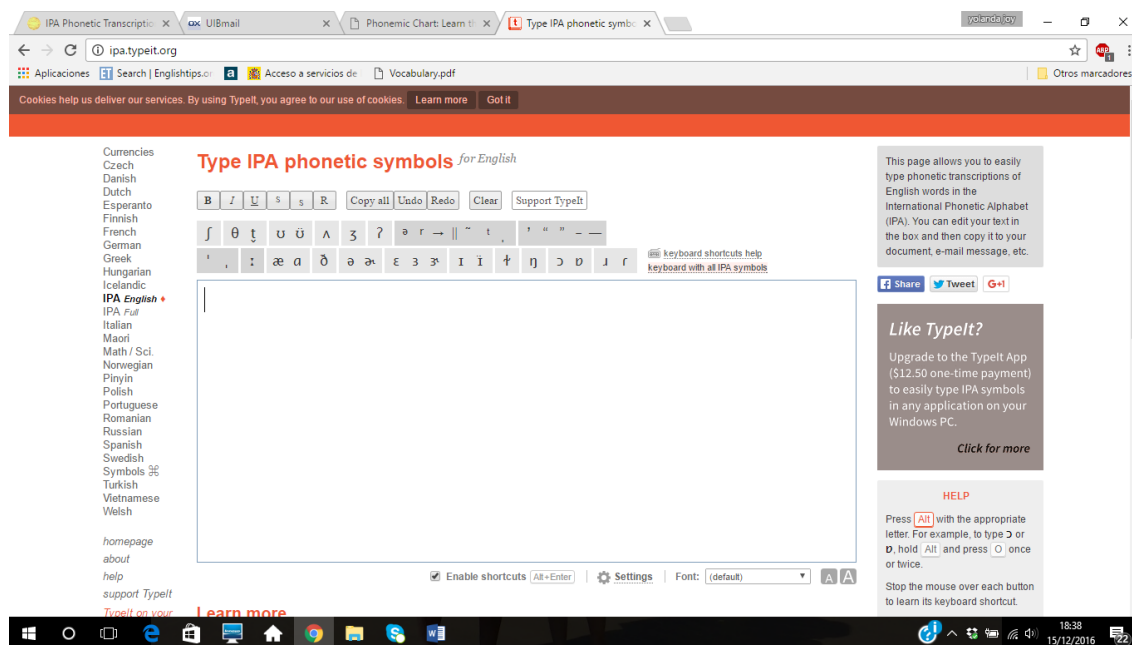 IPA Phonetic Transcriptio
UIBmail
Phonemic Chart: Learn th
Type IPA phonetic symbo
yolanda joy
ipa.typeit.org
ABP
1
Aplicaciones
Search | Englishtips.or
a
Acceso a servicios de
Vocabulary.pdf
Otros marcadores
Cookies help us deliver our services. By using TypeIt, you agree to our use of cookies. Learn more Got it
Currencies
Czech
Danish
Dutch
Esperanto
Finnish
French
German
Greek
Hungarian
Icelandic
IPA English ♦
IPA Full
Italian
Maori
Math / Sci.
Norwegian
Pinyin
Polish
Portuguese
Romanian
Russian
Spanish
Swedish
Symbols ⌘
Turkish
Vietnamese
Welsh
homepage
about
help
support TypeIt
TypeIt on your
Type IPA phonetic symbols for English
B I U S S R Copy all Undo Redo Clear Support TypeIt
ʃ θ t̬ ʊ ʊ̈ ʌ ʒ ʔ ə r → ‖ ˜ t ̩ ’ “ ” – —
ˈ ˌ ː æ ɑ ð ə ɚ ɛ ɜ ɝ ɪ ɪ̈ ɫ ŋ ɔ ɒ ɹ ɾ
keyboard shortcuts help
keyboard with all IPA symbols
Enable shortcuts Alt+Enter Settings Font: (default) A A
Learn more
This page allows you to easily
type phonetic transcriptions of
English words in the
International Phonetic Alphabet
(IPA). You can edit your text in
the box and then copy it to your
document, e-mail message, etc.
Share Tweet G+1
Like TypeIt?
Upgrade to the TypeIt App
($12.50 one-time payment)
to easily type IPA symbols
in any application on your
Windows PC.
Click for more
HELP
Press Alt with the appropriate
letter. For example, to type ɔ or
ɒ, hold Alt and press O once
or twice.
Stop the mouse over each button
to learn its keyboard shortcut.
18:38
15/12/2016
22